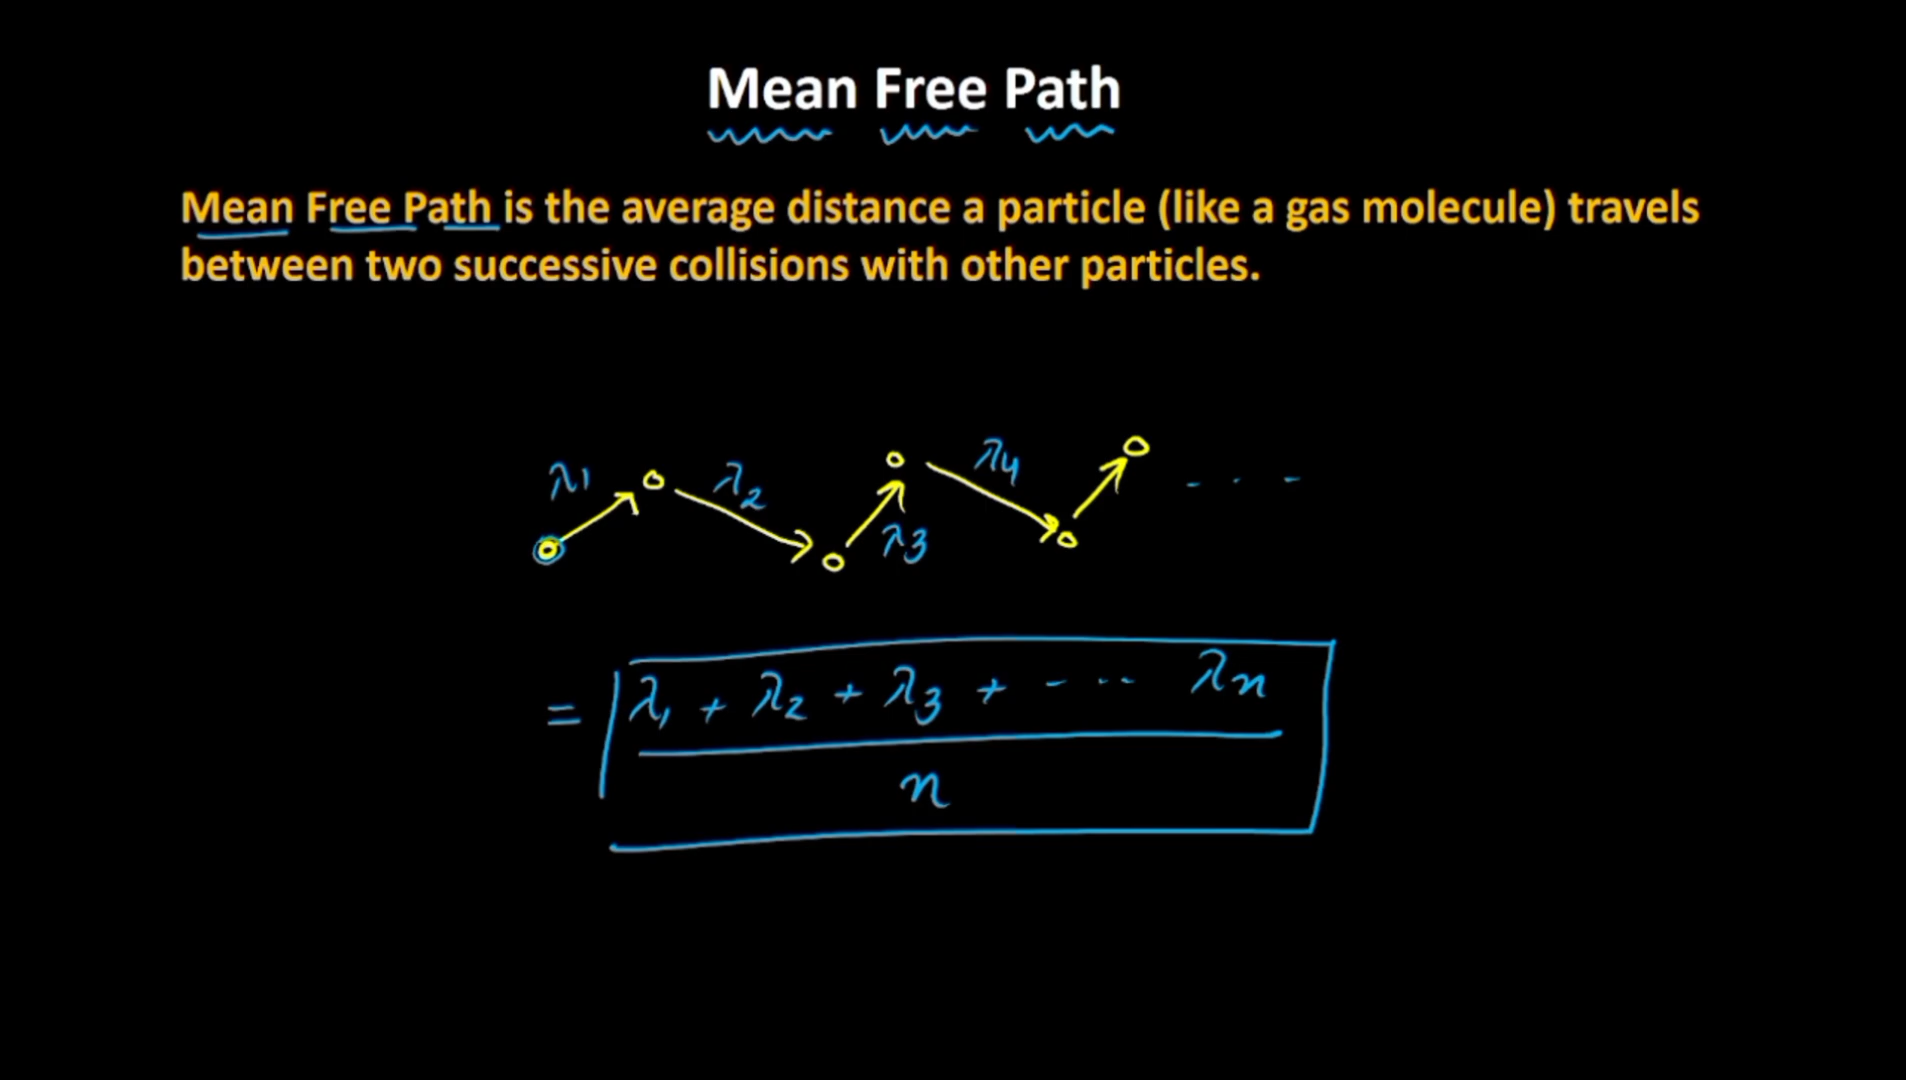 Mean Free Path
Mean Free Path is the average distance a particle (like a gas molecule) travels
between two successive collisions with other particles.
λ1 λ2 λ3 λ4 - - -
= λ1 + λ2 + λ3 + - - - - λn
n